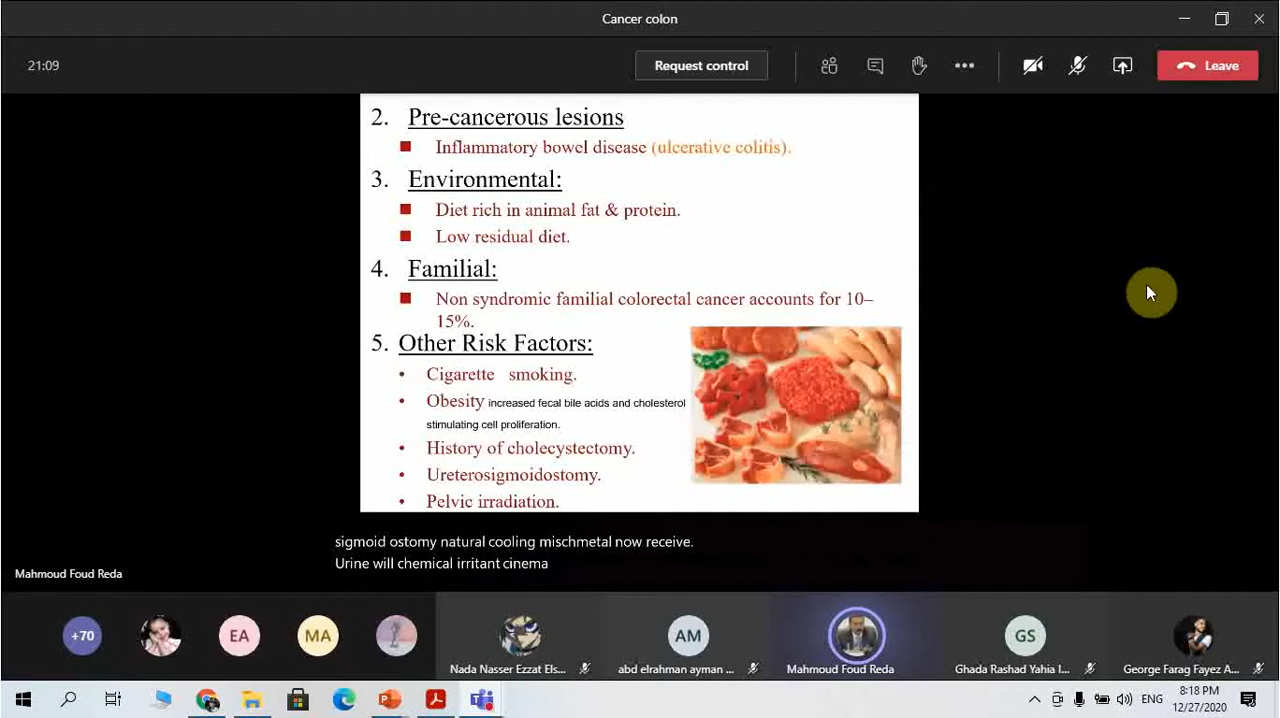 Cancer colon
21:09
Request control
Leave
2. Pre-cancerous lesions
Inflammatory bowel disease (ulcerative colitis).
3. Environmental:
Diet rich in animal fat & protein.
Low residual diet.
4. Familial:
Non syndromic familial colorectal cancer accounts for 10–
15%.
5. Other Risk Factors:
Cigarette smoking.
Obesity increased fecal bile acids and cholesterol
stimulating cell proliferation.
History of cholecystectomy.
Ureterosigmoidostomy.
Pelvic irradiation.
sigmoid ostomy natural cooling mischmetal now receive.
Urine will chemical irritant cinema
Mahmoud Foud Reda
+70
EA
MA
AM
GS
Nada Nasser Ezzat Els...
abd elrahman ayman ...
Mahmoud Foud Reda
Ghada Rashad Yahia I...
George Farag Fayez A...
ENG
8:18 PM
12/27/2020